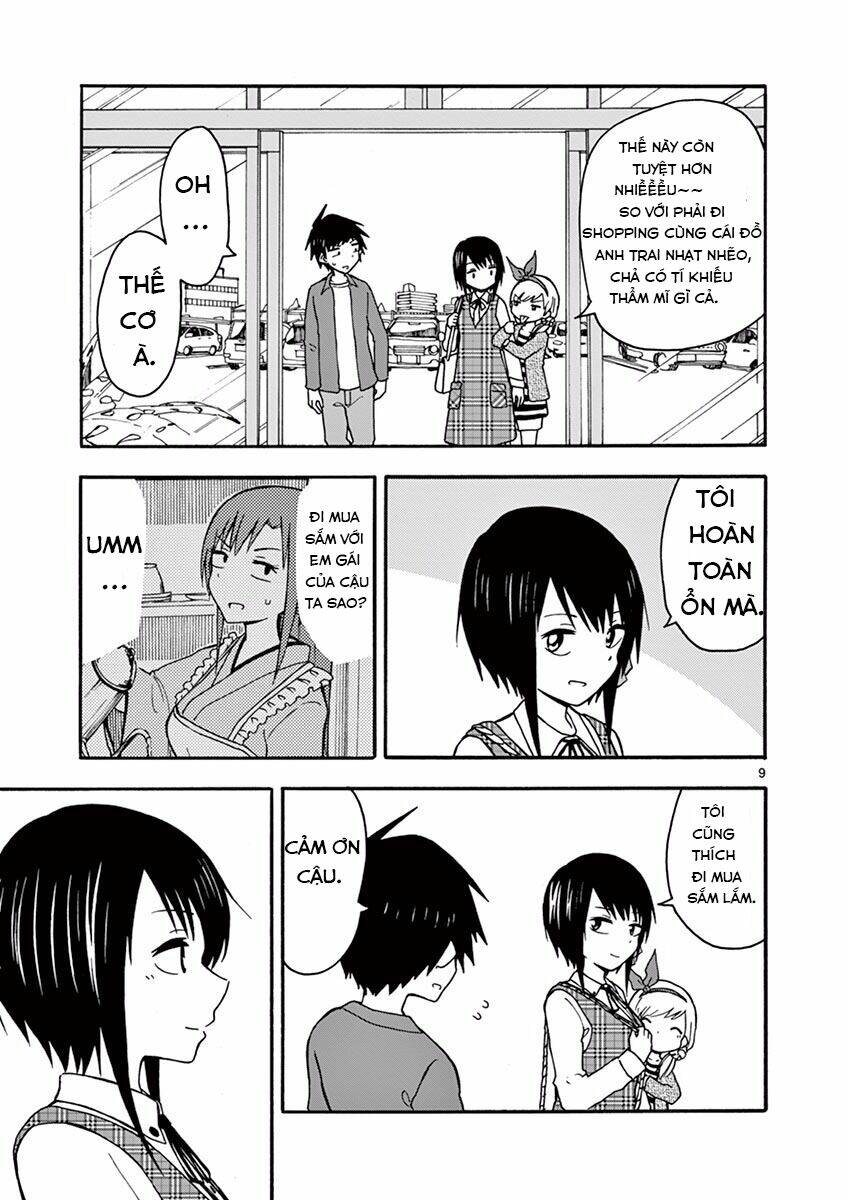 THẾ NÀY CÒN
TUYỆT HƠN
NHIỀỀỀỀU~~
SO VỚI PHẢI ĐI
SHOPPING CÙNG CÁI ĐỒ
ANH TRAI NHẠT NHẼO,
CHẢ CÓ TÍ KHIẾU
THẨM MĨ GÌ CẢ.
OH
...
THẾ
CƠ
À.
TÔI
HOÀN
TOÀN
ỔN MÀ.
ĐI MUA
SẮM VỚI
EM GÁI
CỦA CẬU
TA SAO?
UMM
...
9
TÔI
CŨNG
THÍCH
ĐI MUA
SẮM LẮM.
CẢM ƠN
CẬU.